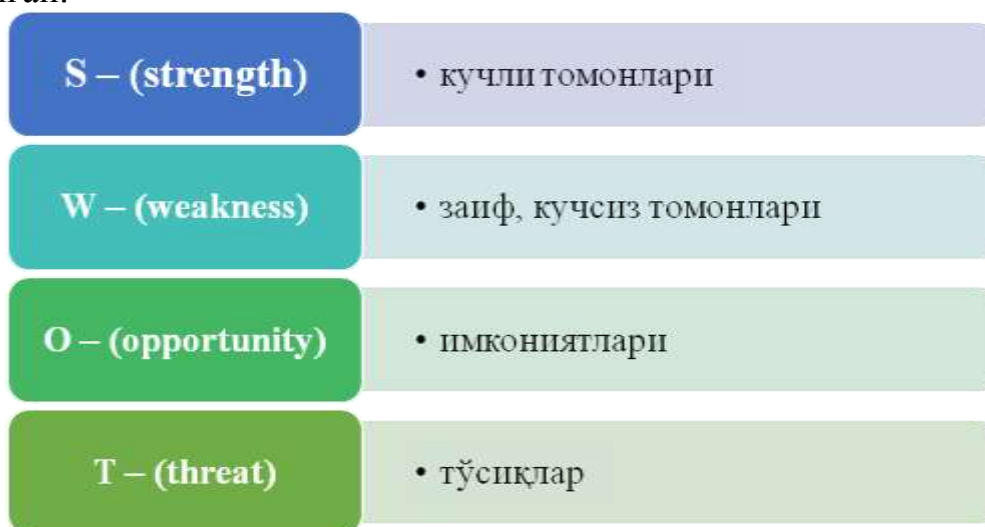 S – (strength)
• кучли томонлари
W – (weakness)
• заиф, кучсиз томонлари
O – (opportunity)
• имкониятлари
T – (threat)
• тўсиқлар